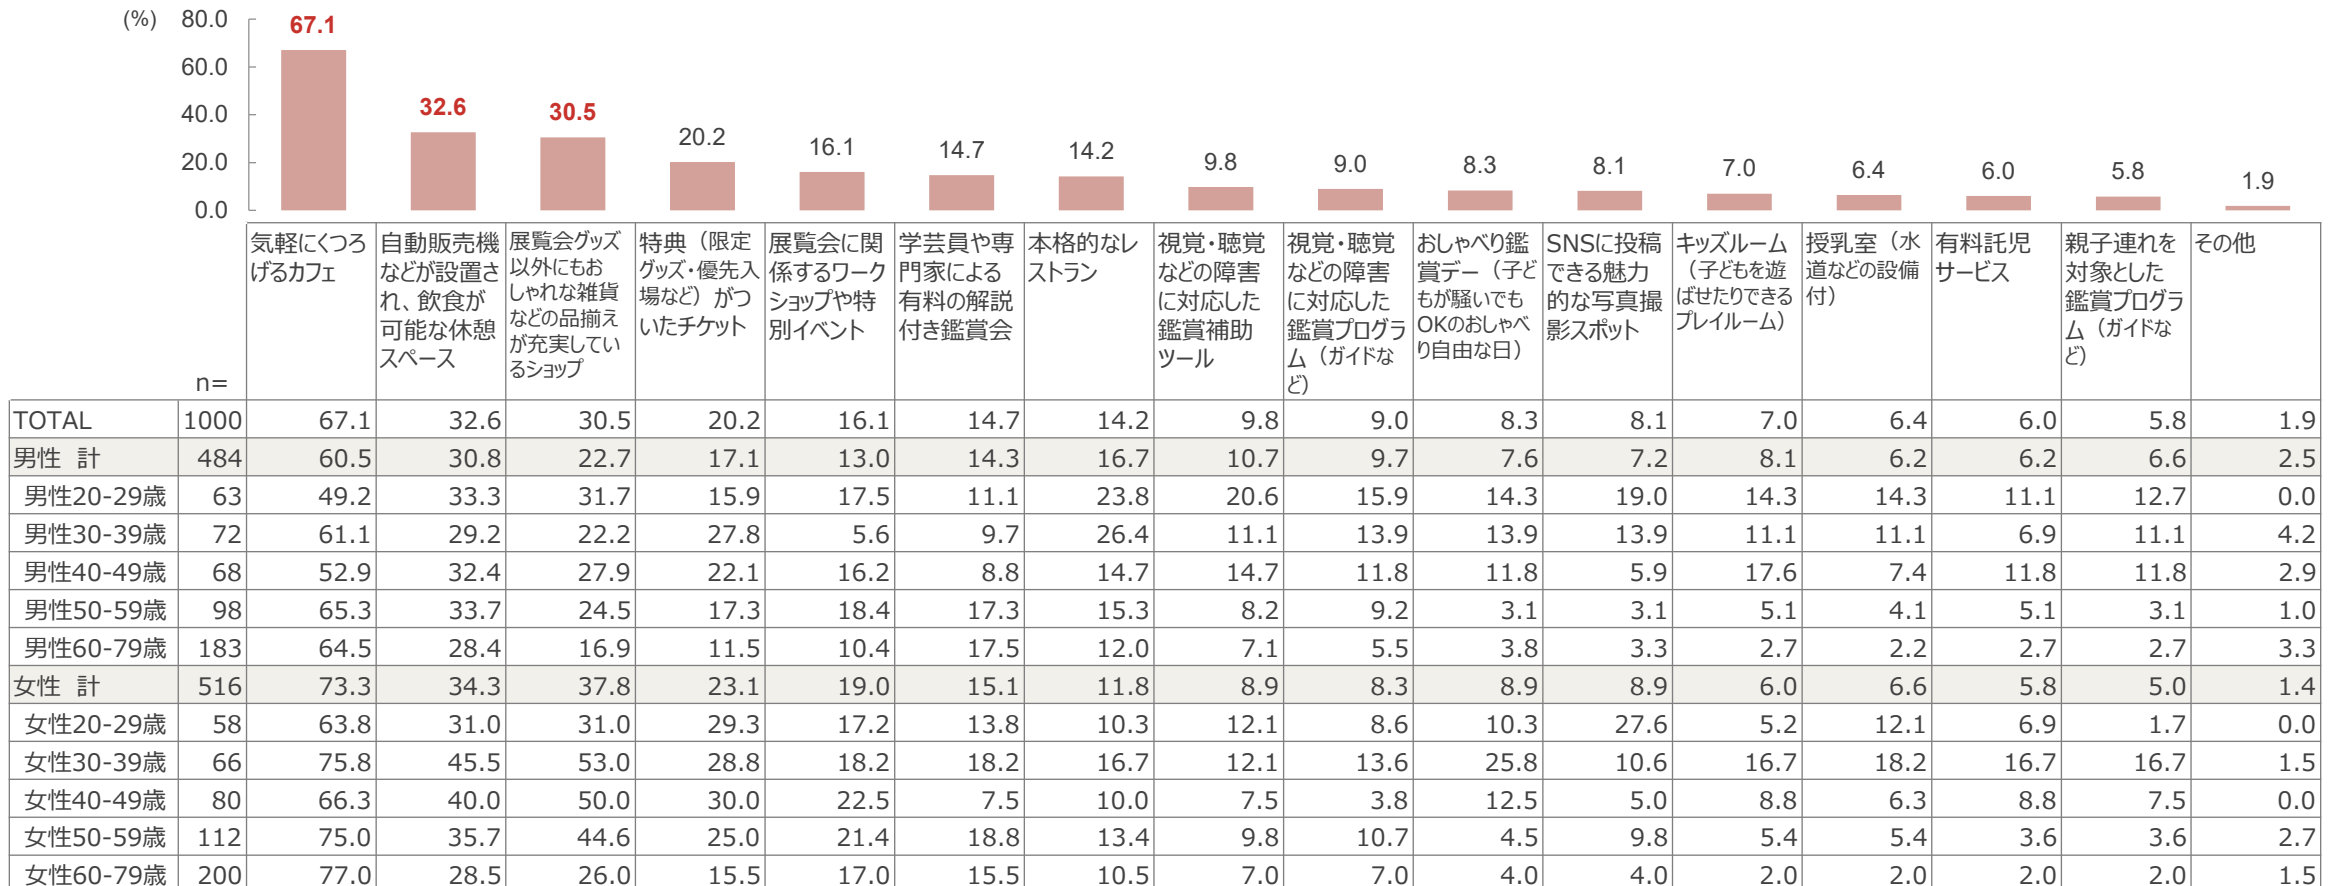 (%)
80.0
60.0
40.0
20.0
0.0
67.1
32.6
30.5
20.2
16.1
14.7
14.2
9.8
9.0
8.3
8.1
7.0
6.4
6.0
5.8
1.9
n=
気軽にくつろ
げるカフェ
自動販売機
などが設置さ
れ、飲食が
可能な休憩
スペース
展覧会グッズ
以外にもお
しゃれな雑貨
などの品揃え
が充実してい
るショップ
特典（限定
グッズ・優先入
場など）がつ
いたチケット
展覧会に関
係するワーク
ショップや特
別イベント
学芸員や専
門家による
有料の解説
付き鑑賞会
本格的なレ
ストラン
視覚・聴覚
などの障害
に対応した
鑑賞補助
ツール
視覚・聴覚
などの障害
に対応した
鑑賞プログラ
ム（ガイドな
ど）
おしゃべり鑑
賞デー（子ど
もが騒いでも
OKのおしゃべ
り自由な日）
SNSに投稿
できる魅力
的な写真撮
影スポット
キッズルーム
（子どもを遊
ばせたりできる
プレイルーム）
授乳室（水
道などの設備
付）
有料託児
サービス
親子連れを
対象とした
鑑賞プログラ
ム（ガイドな
ど）
その他
TOTAL 1000 67.1 32.6 30.5 20.2 16.1 14.7 14.2 9.8 9.0 8.3 8.1 7.0 6.4 6.0 5.8 1.9
男性 計 484 60.5 30.8 22.7 17.1 13.0 14.3 16.7 10.7 9.7 7.6 7.2 8.1 6.2 6.2 6.6 2.5
男性20-29歳 63 49.2 33.3 31.7 15.9 17.5 11.1 23.8 20.6 15.9 14.3 19.0 14.3 14.3 11.1 12.7 0.0
男性30-39歳 72 61.1 29.2 22.2 27.8 5.6 9.7 26.4 11.1 13.9 13.9 13.9 11.1 11.1 6.9 11.1 4.2
男性40-49歳 68 52.9 32.4 27.9 22.1 16.2 8.8 14.7 14.7 11.8 11.8 5.9 17.6 7.4 11.8 11.8 2.9
男性50-59歳 98 65.3 33.7 24.5 17.3 18.4 17.3 15.3 8.2 9.2 3.1 3.1 5.1 4.1 5.1 3.1 1.0
男性60-79歳 183 64.5 28.4 16.9 11.5 10.4 17.5 12.0 7.1 5.5 3.8 3.3 2.7 2.2 2.7 2.7 3.3
女性 計 516 73.3 34.3 37.8 23.1 19.0 15.1 11.8 8.9 8.3 8.9 8.9 6.0 6.6 5.8 5.0 1.4
女性20-29歳 58 63.8 31.0 31.0 29.3 17.2 13.8 10.3 12.1 8.6 10.3 27.6 5.2 12.1 6.9 1.7 0.0
女性30-39歳 66 75.8 45.5 53.0 28.8 18.2 18.2 16.7 12.1 13.6 25.8 10.6 16.7 18.2 16.7 16.7 1.5
女性40-49歳 80 66.3 40.0 50.0 30.0 22.5 7.5 10.0 7.5 3.8 12.5 5.0 8.8 6.3 8.8 7.5 0.0
女性50-59歳 112 75.0 35.7 44.6 25.0 21.4 18.8 13.4 9.8 10.7 4.5 9.8 5.4 5.4 3.6 3.6 2.7
女性60-79歳 200 77.0 28.5 26.0 15.5 17.0 15.5 10.5 7.0 7.0 4.0 4.0 2.0 2.0 2.0 2.0 1.5